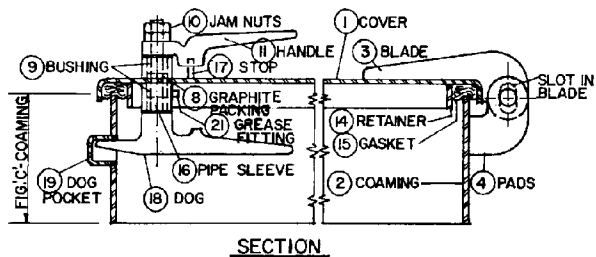 10 JAM NUTS
1 COVER
11 HANDLE
3 BLADE
9 BUSHING
17 STOP
SLOT IN
BLADE
8 GRAPHITE
PACKING
21 GREASE
FITTING
14 RETAINER
15 GASKET
16 PIPE SLEEVE
19 DOG
POCKET
18 DOG
2 COAMING
4 PADS
FIG.'C'-COAMING
SECTION